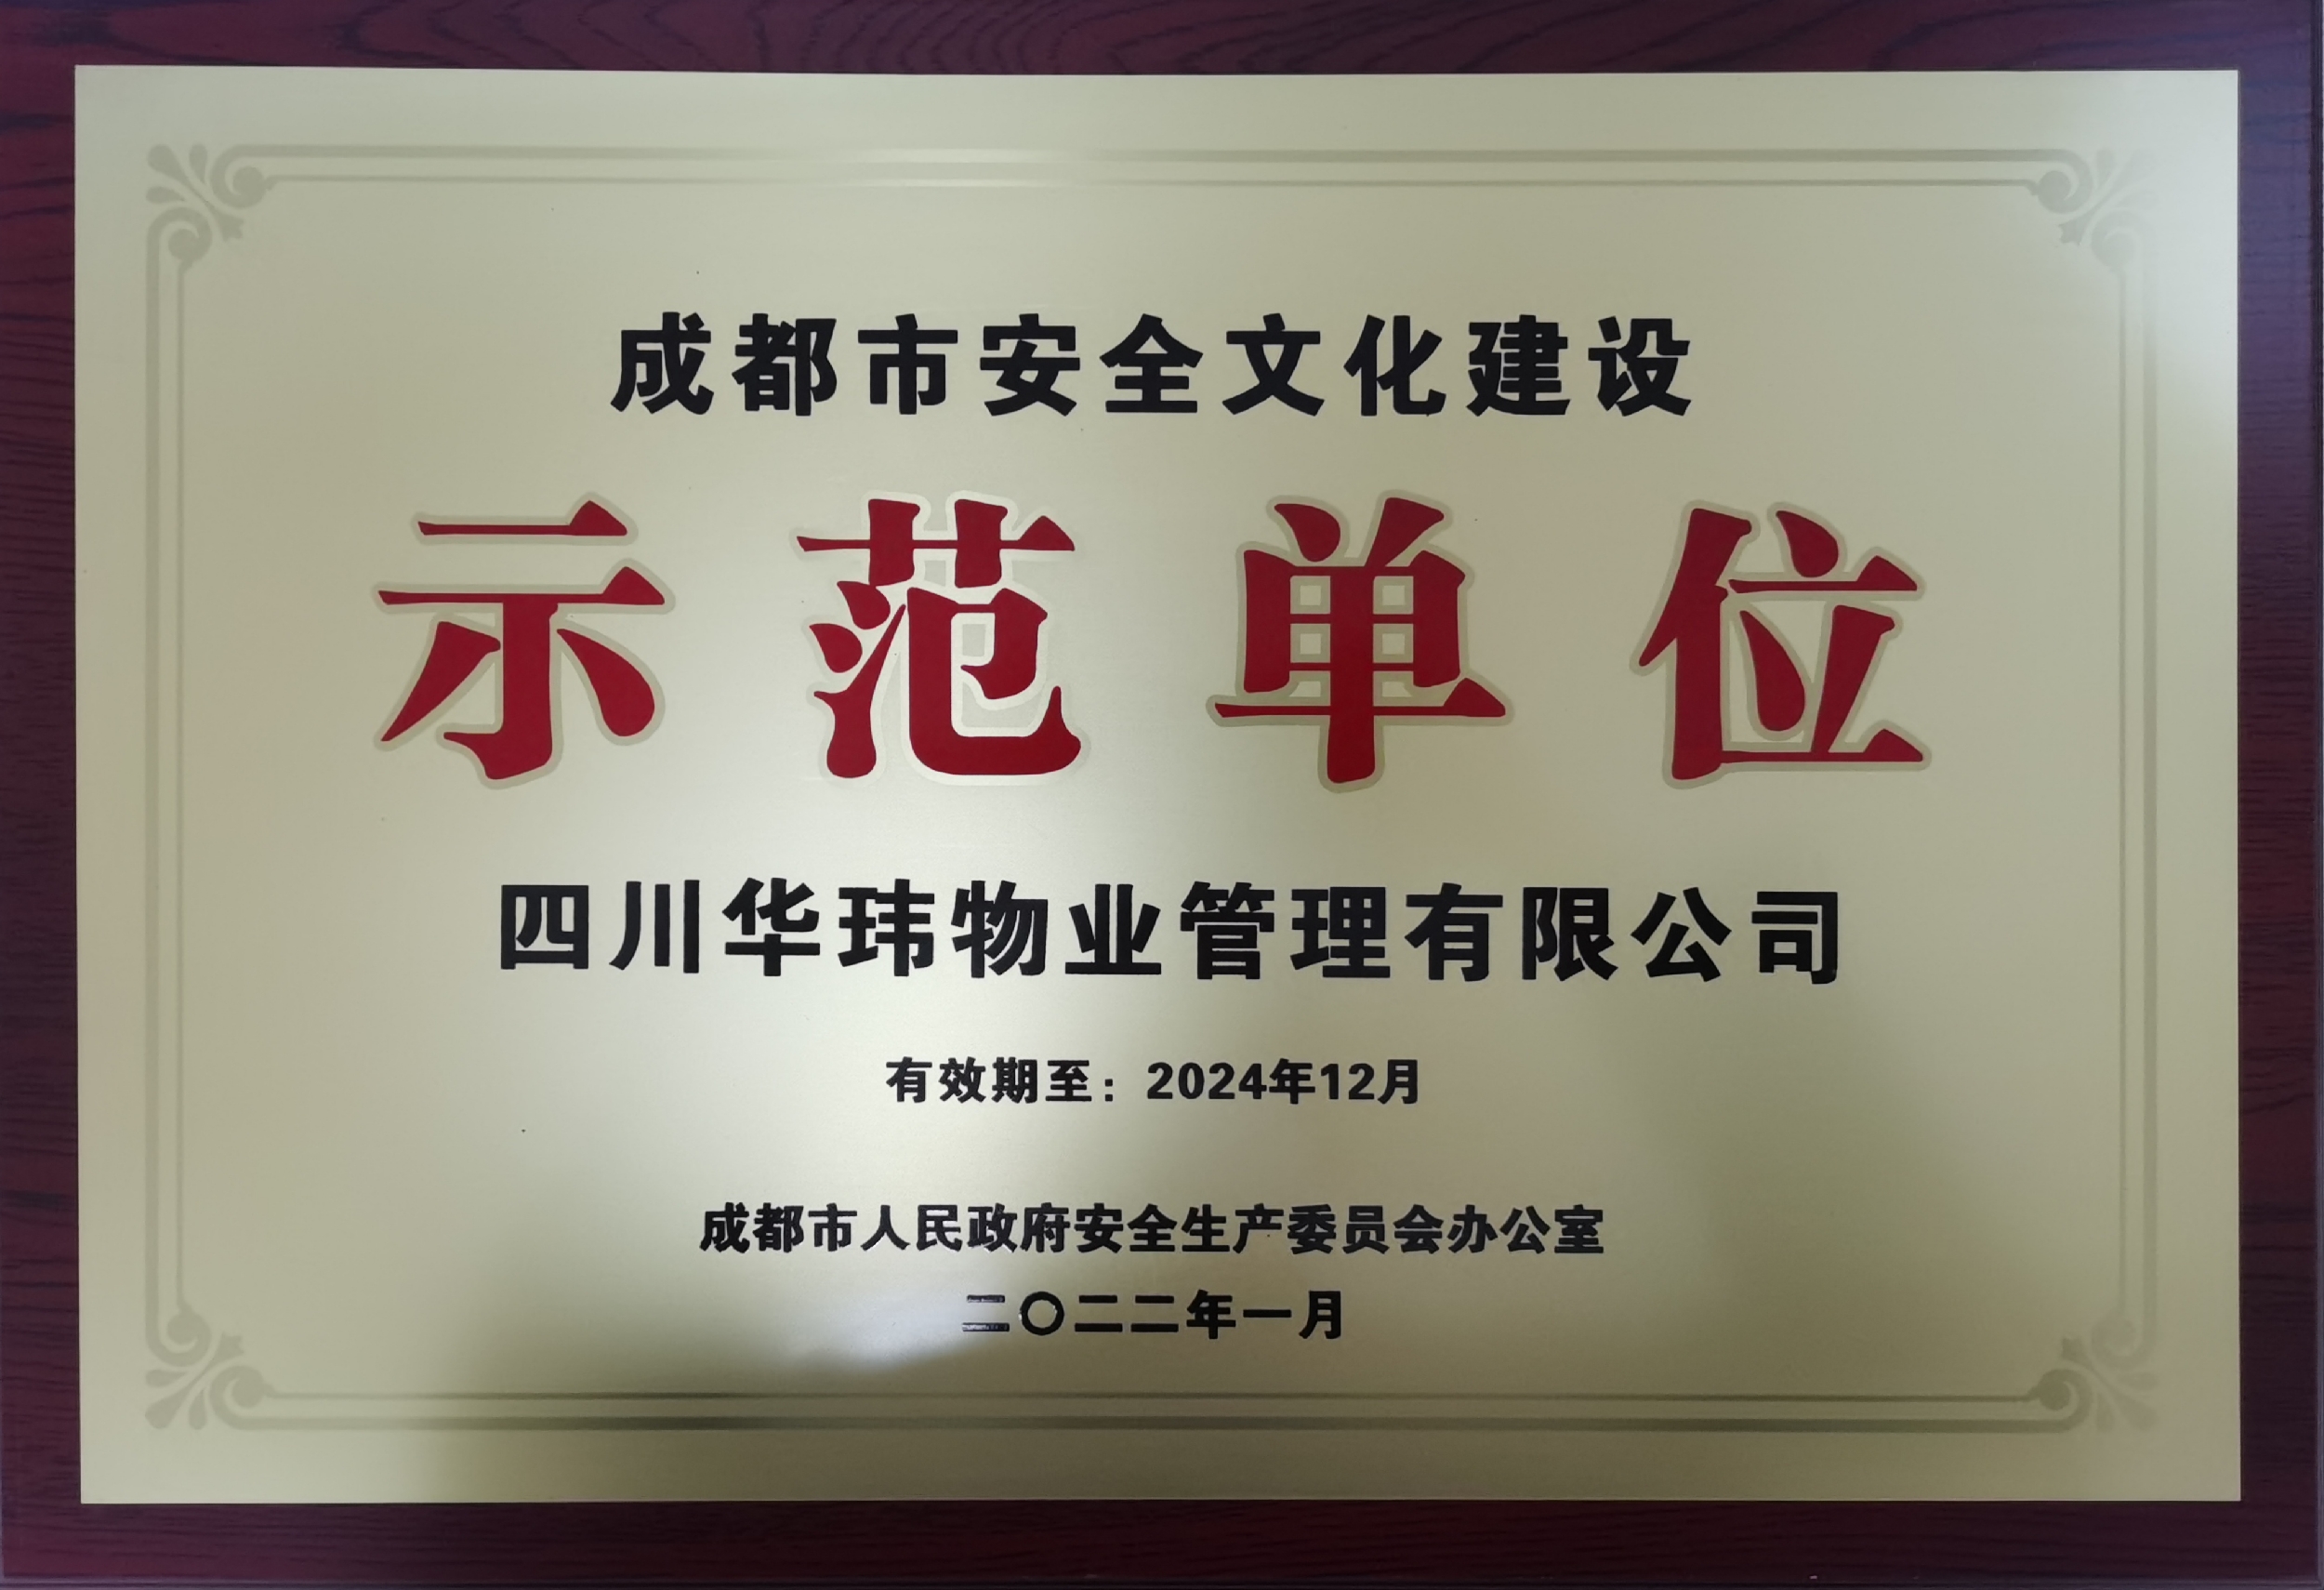 成都市安全文化建设
示范单位
四川华玮物业管理有限公司
有效期至：2024年12月
成都市人民政府安全生产委员会办公室
二〇二二年一月